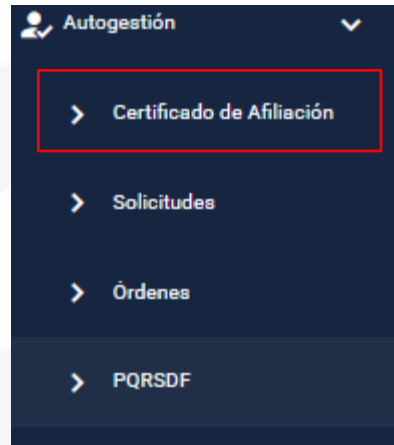 Autogestión
Certificado de Afiliación
Solicitudes
Órdenes
PQRSDF